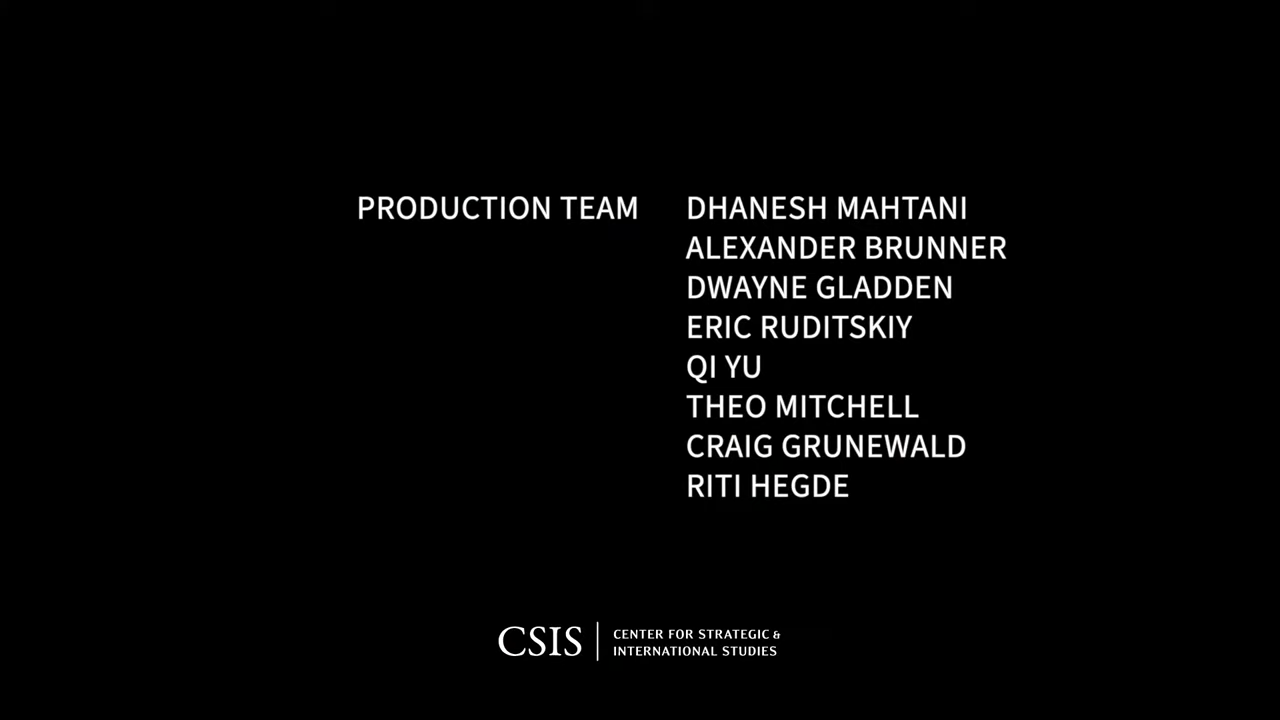 PRODUCTION TEAM DHANESH MAHTANI
ALEXANDER BRUNNER
DWAYNE GLADDEN
ERIC RUDITSKIY
QI YU
THEO MITCHELL
CRAIG GRUNEWALD
RITI HEGDE
CSIS CENTER FOR STRATEGIC &
INTERNATIONAL STUDIES